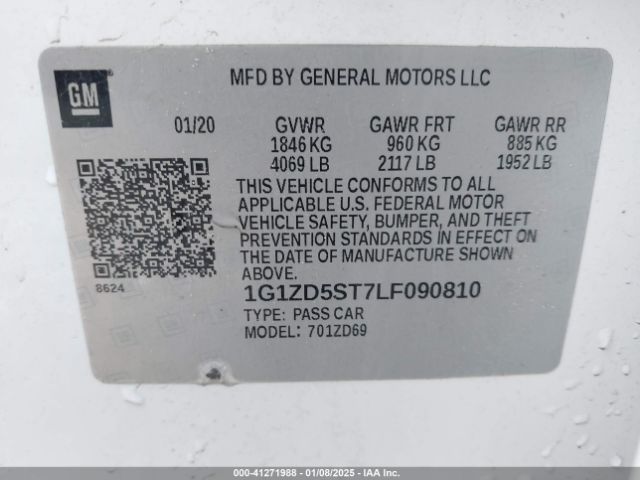 GM
MFD BY GENERAL MOTORS LLC
01/20 GVWR GAWR FRT GAWR RR
1846 KG 960 KG 885 KG
4069 LB 2117 LB 1952 LB
THIS VEHICLE CONFORMS TO ALL
APPLICABLE U.S. FEDERAL MOTOR
VEHICLE SAFETY, BUMPER, AND THEFT
PREVENTION STANDARDS IN EFFECT ON
THE DATE OF MANUFACTURE SHOWN
ABOVE.
8624
1G1ZD5ST7LF090810
TYPE: PASS CAR
MODEL: 701ZD69
000-41271988 - 01/08/2025 - IAA Inc.